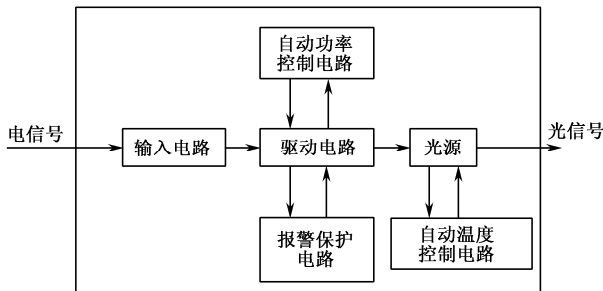 自动功率
控制电路
电信号
输入电路
驱动电路
光源
光信号
报警保护
电路
自动温度
控制电路